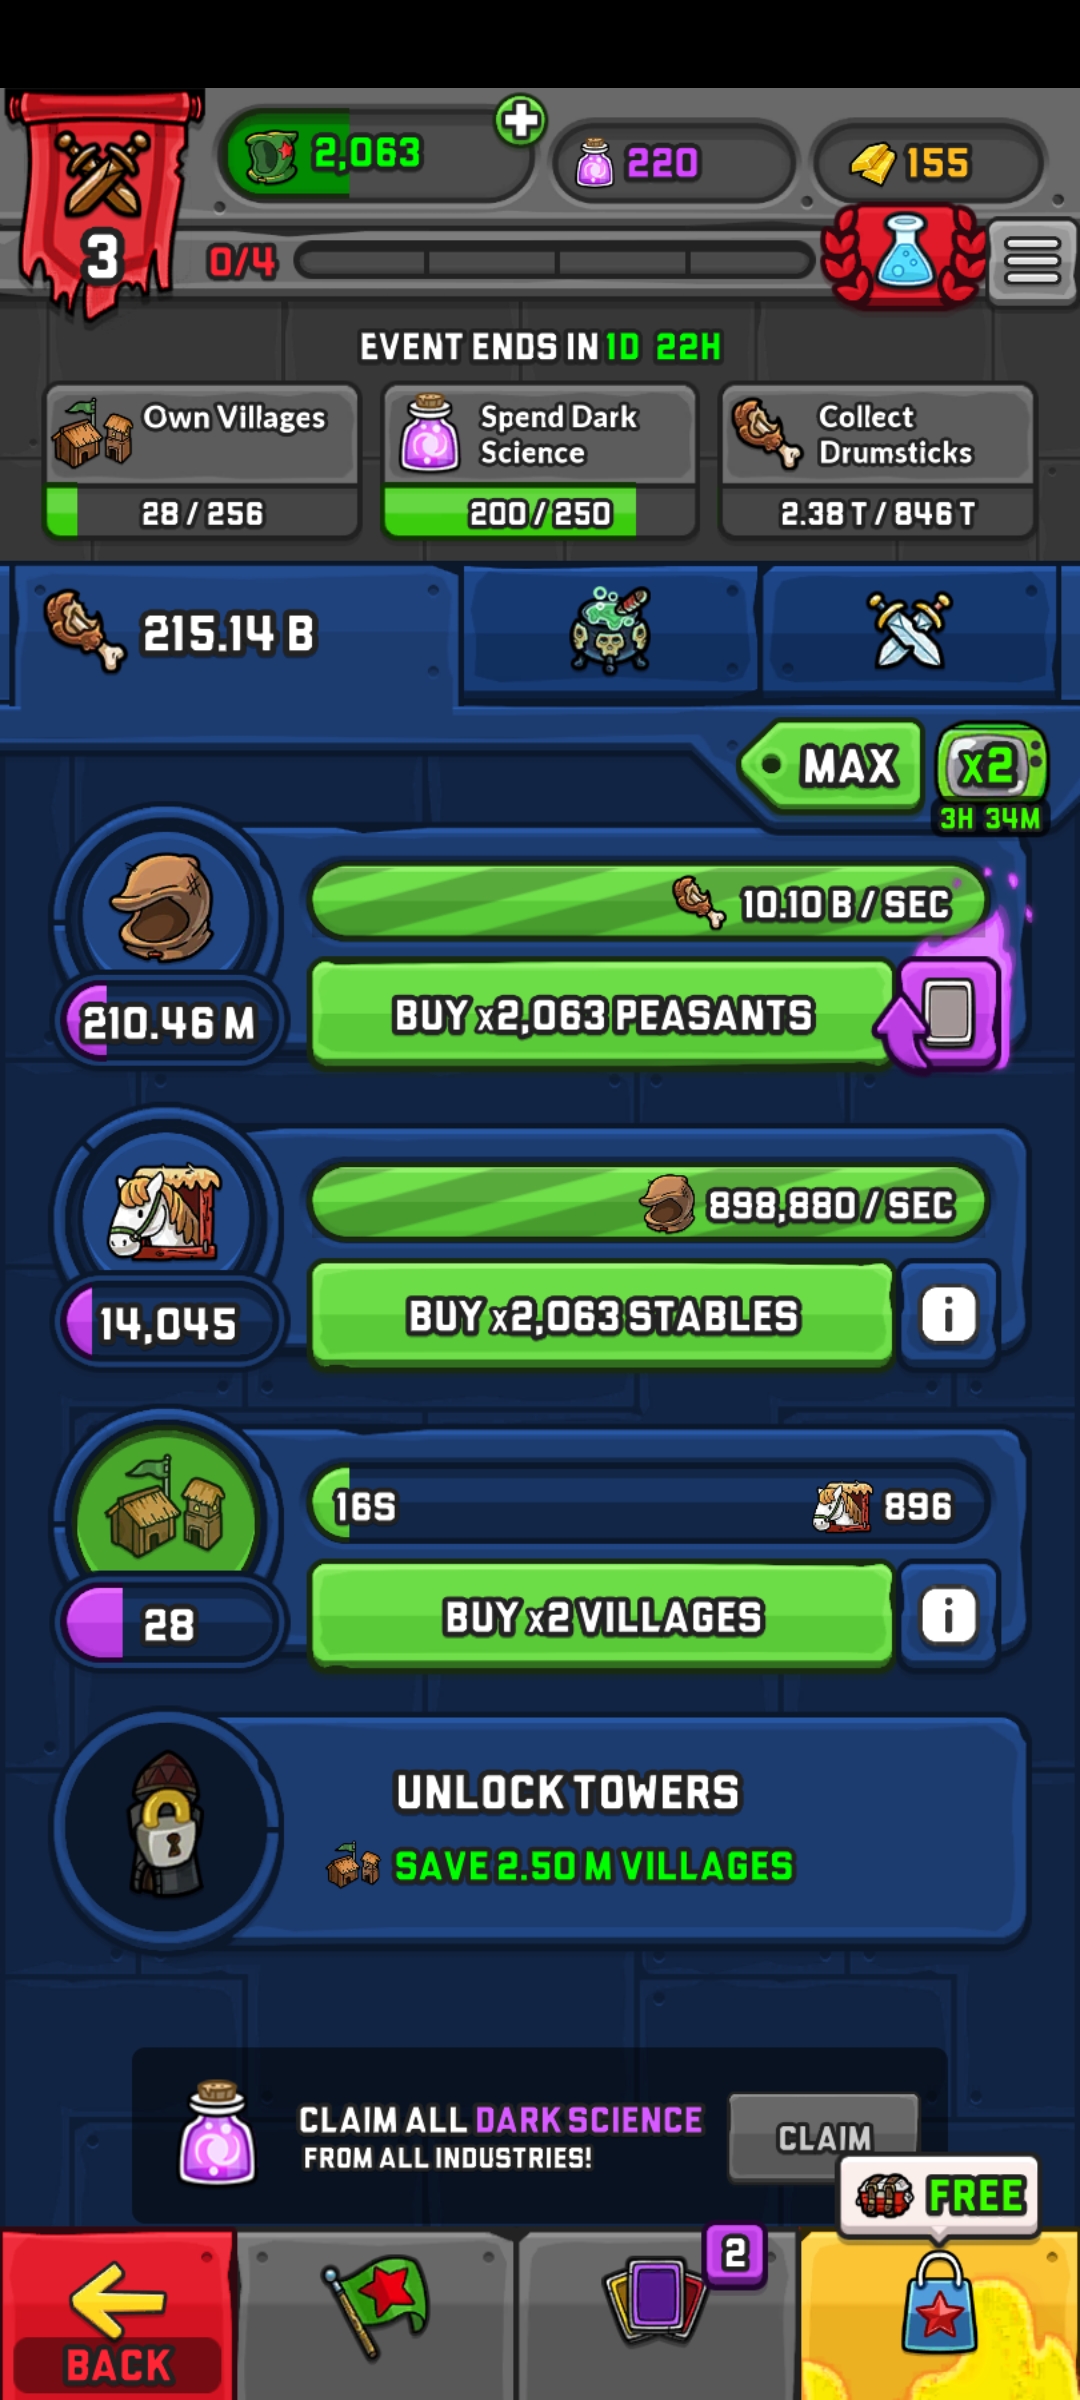 2,063
220
155
3
0/4
EVENT ENDS IN 1D 22H
Own Villages
28 / 256
Spend Dark
Science
200 / 250
Collect
Drumsticks
2.38 T / 846 T
215.14 B
MAX
x2
3H 34M
10.10 B / SEC
210.46 M
BUY x2,063 PEASANTS
898,880 / SEC
14,045
BUY x2,063 STABLES
i
16S
896
28
BUY x2 VILLAGES
i
UNLOCK TOWERS
SAVE 2.50 M VILLAGES
CLAIM ALL DARK SCIENCE
FROM ALL INDUSTRIES!
CLAIM
FREE
2
BACK